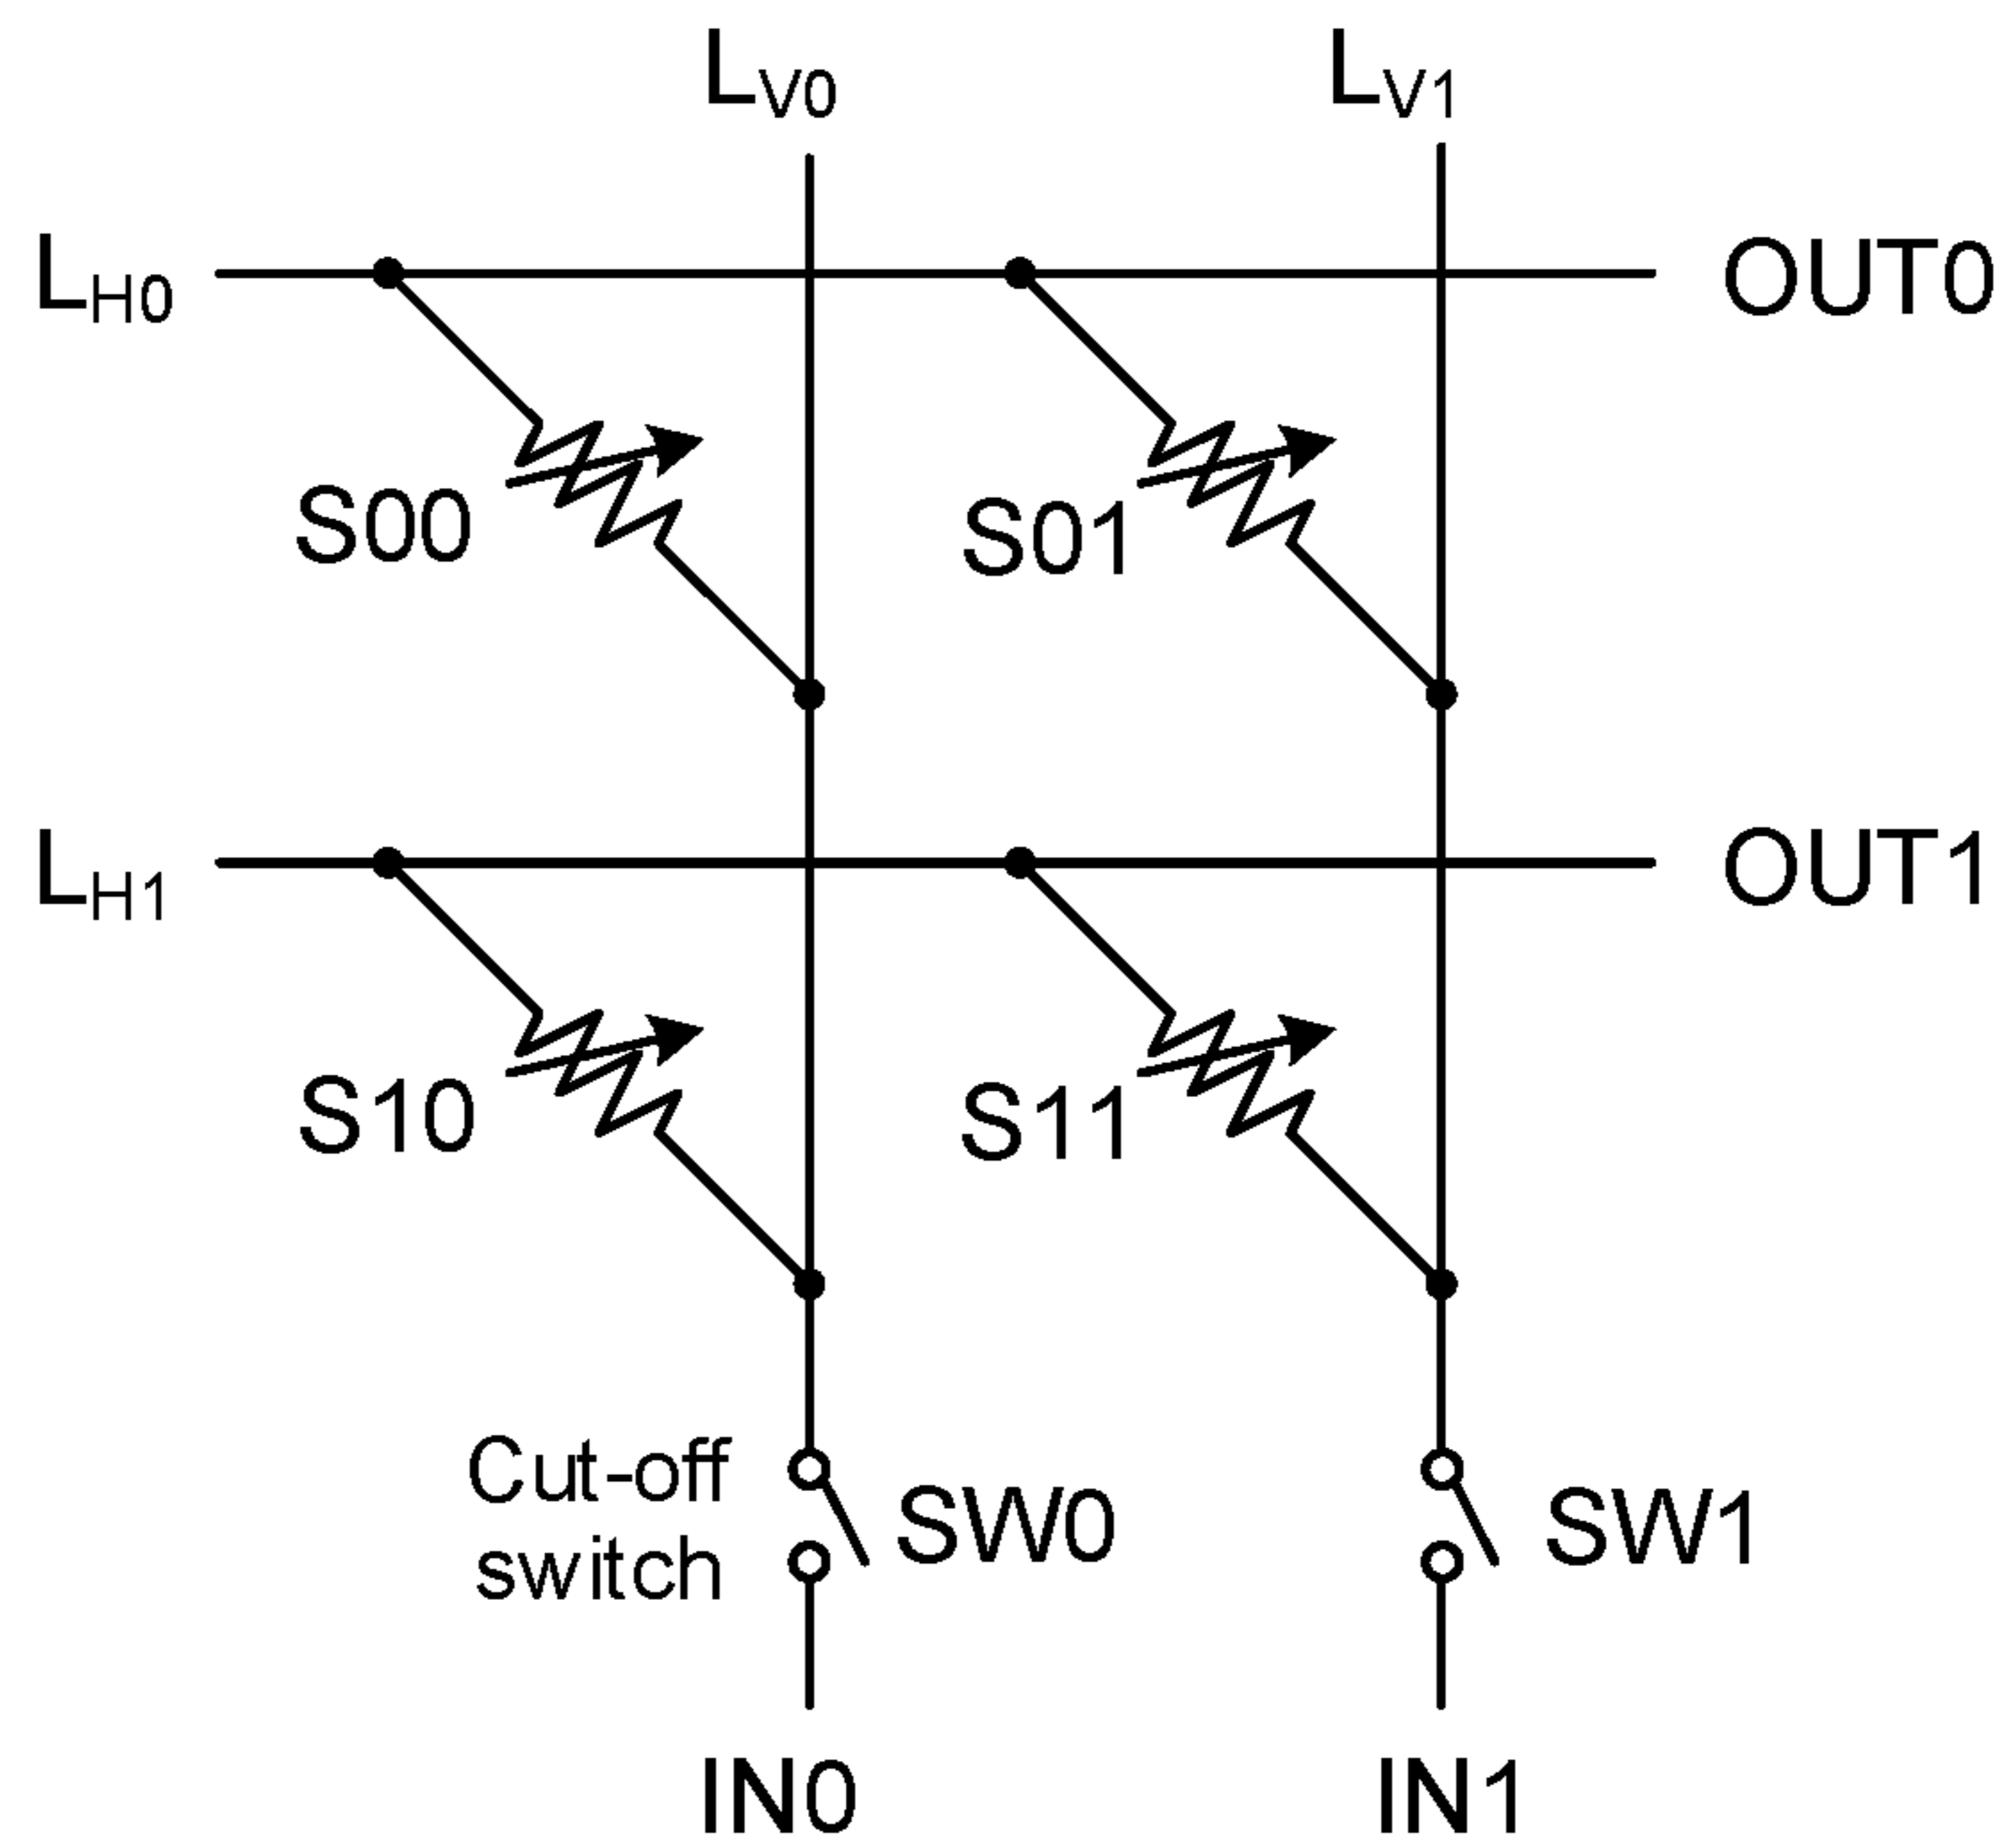 LV0 LV1
LH0 OUT0
S00 S01
LH1 OUT1
S10 S11
Cut-off
switch SW0 SW1
IN0 IN1